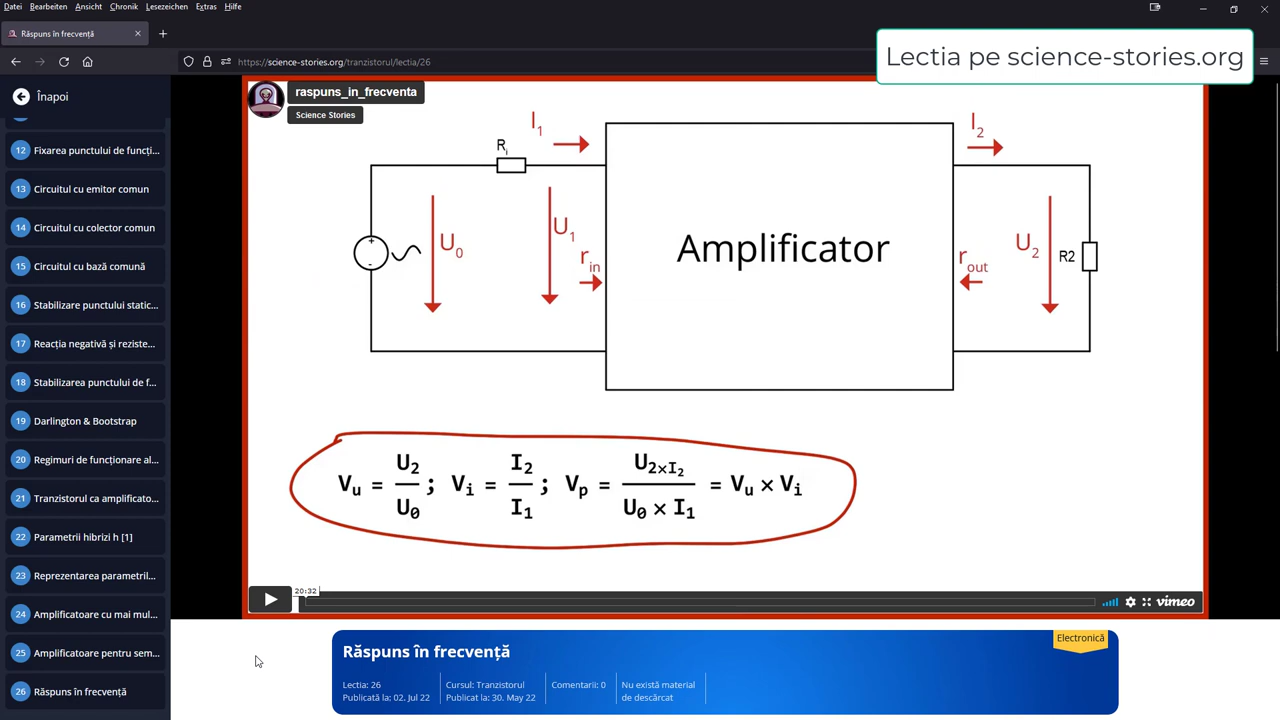 Datei Bearbeiten Ansicht Chronik Lesezeichen Extras Hilfe
Răspuns în frecvență
https://science-stories.org/tranzistorul/lectia/26
Lectia pe science-stories.org
Înapoi
12 Fixarea punctului de funcți...
13 Circuitul cu emitor comun
14 Circuitul cu colector comun
15 Circuitul cu bază comună
16 Stabilizare punctului static...
17 Reacția negativă și reziste...
18 Stabilizarea punctului de f...
19 Darlington & Bootstrap
20 Regimuri de funcționare al...
21 Tranzistorul ca amplificato...
22 Parametrii hibrizi h [1]
23 Reprezentarea parametril...
24 Amplificatoare cu mai mul...
25 Amplificatoare pentru sem...
26 Răspuns în frecvență
raspuns_in_frecventa
Science Stories
I1
I2
Ri
U0
U1
rin
Amplificator
rout
U2
R2
+
-
Vu = U2/U0 ; Vi = I2/I1 ; Vp = U2×I2/U0 × I1 = Vu × Vi
20:32
vimeo
Răspuns în frecvență
Electronică
Lectia: 26
Publicată la: 02. Jul 22
Cursul: Tranzistorul
Publicat la: 30. May 22
Comentarii: 0
Nu există material
de descărcat